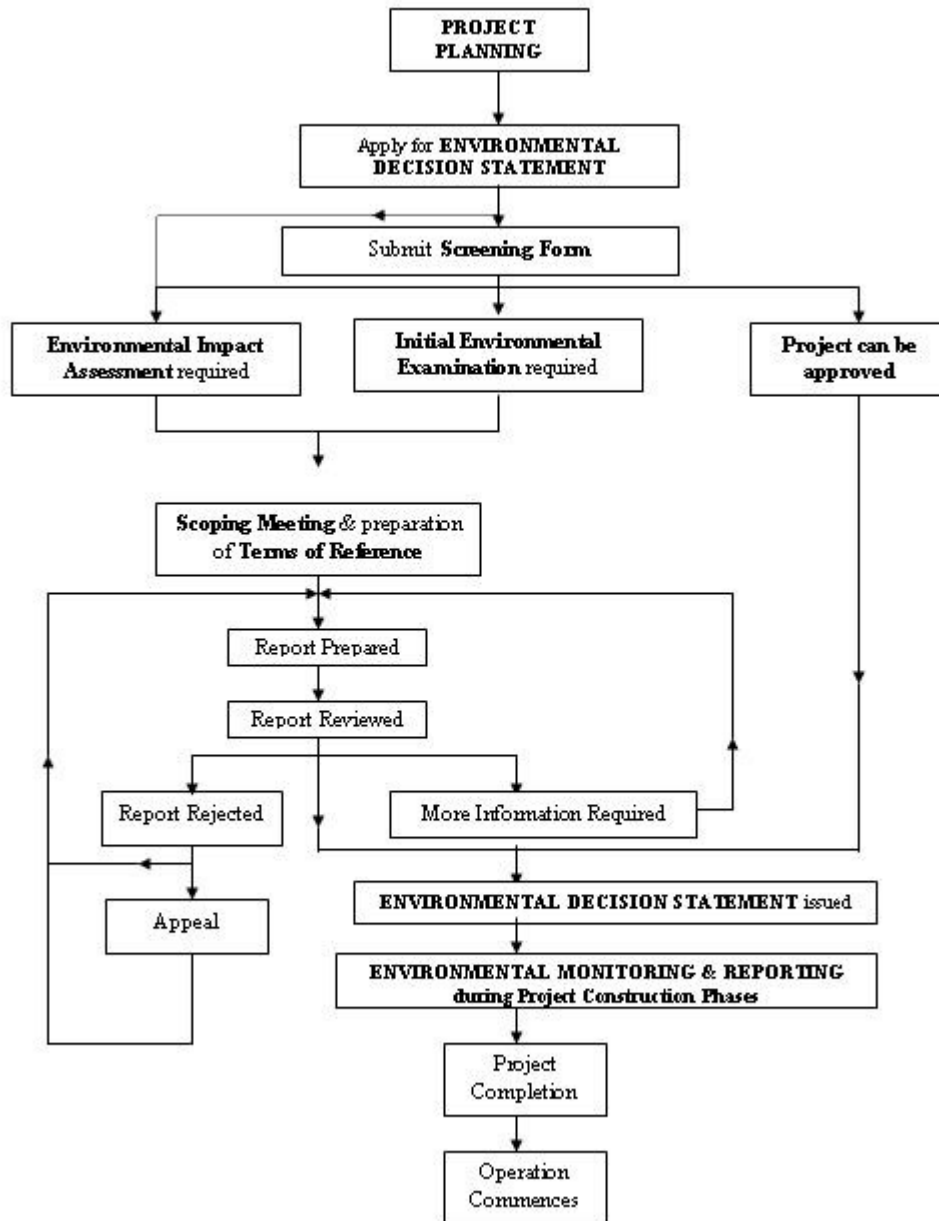 PROJECT
PLANNING
Apply for ENVIRONMENTAL
DECISION STATEMENT
Submit Screening Form
Environmental Impact
Assessment required
Initial Environmental
Examination required
Project can be
approved
Scoping Meeting & preparation
of Terms of Reference
Report Prepared
Report Reviewed
Report Rejected
More Information Required
Appeal
ENVIRONMENTAL DECISION STATEMENT issued
ENVIRONMENTAL MONITORING & REPORTING
during Project Construction Phases
Project
Completion
Operation
Commences